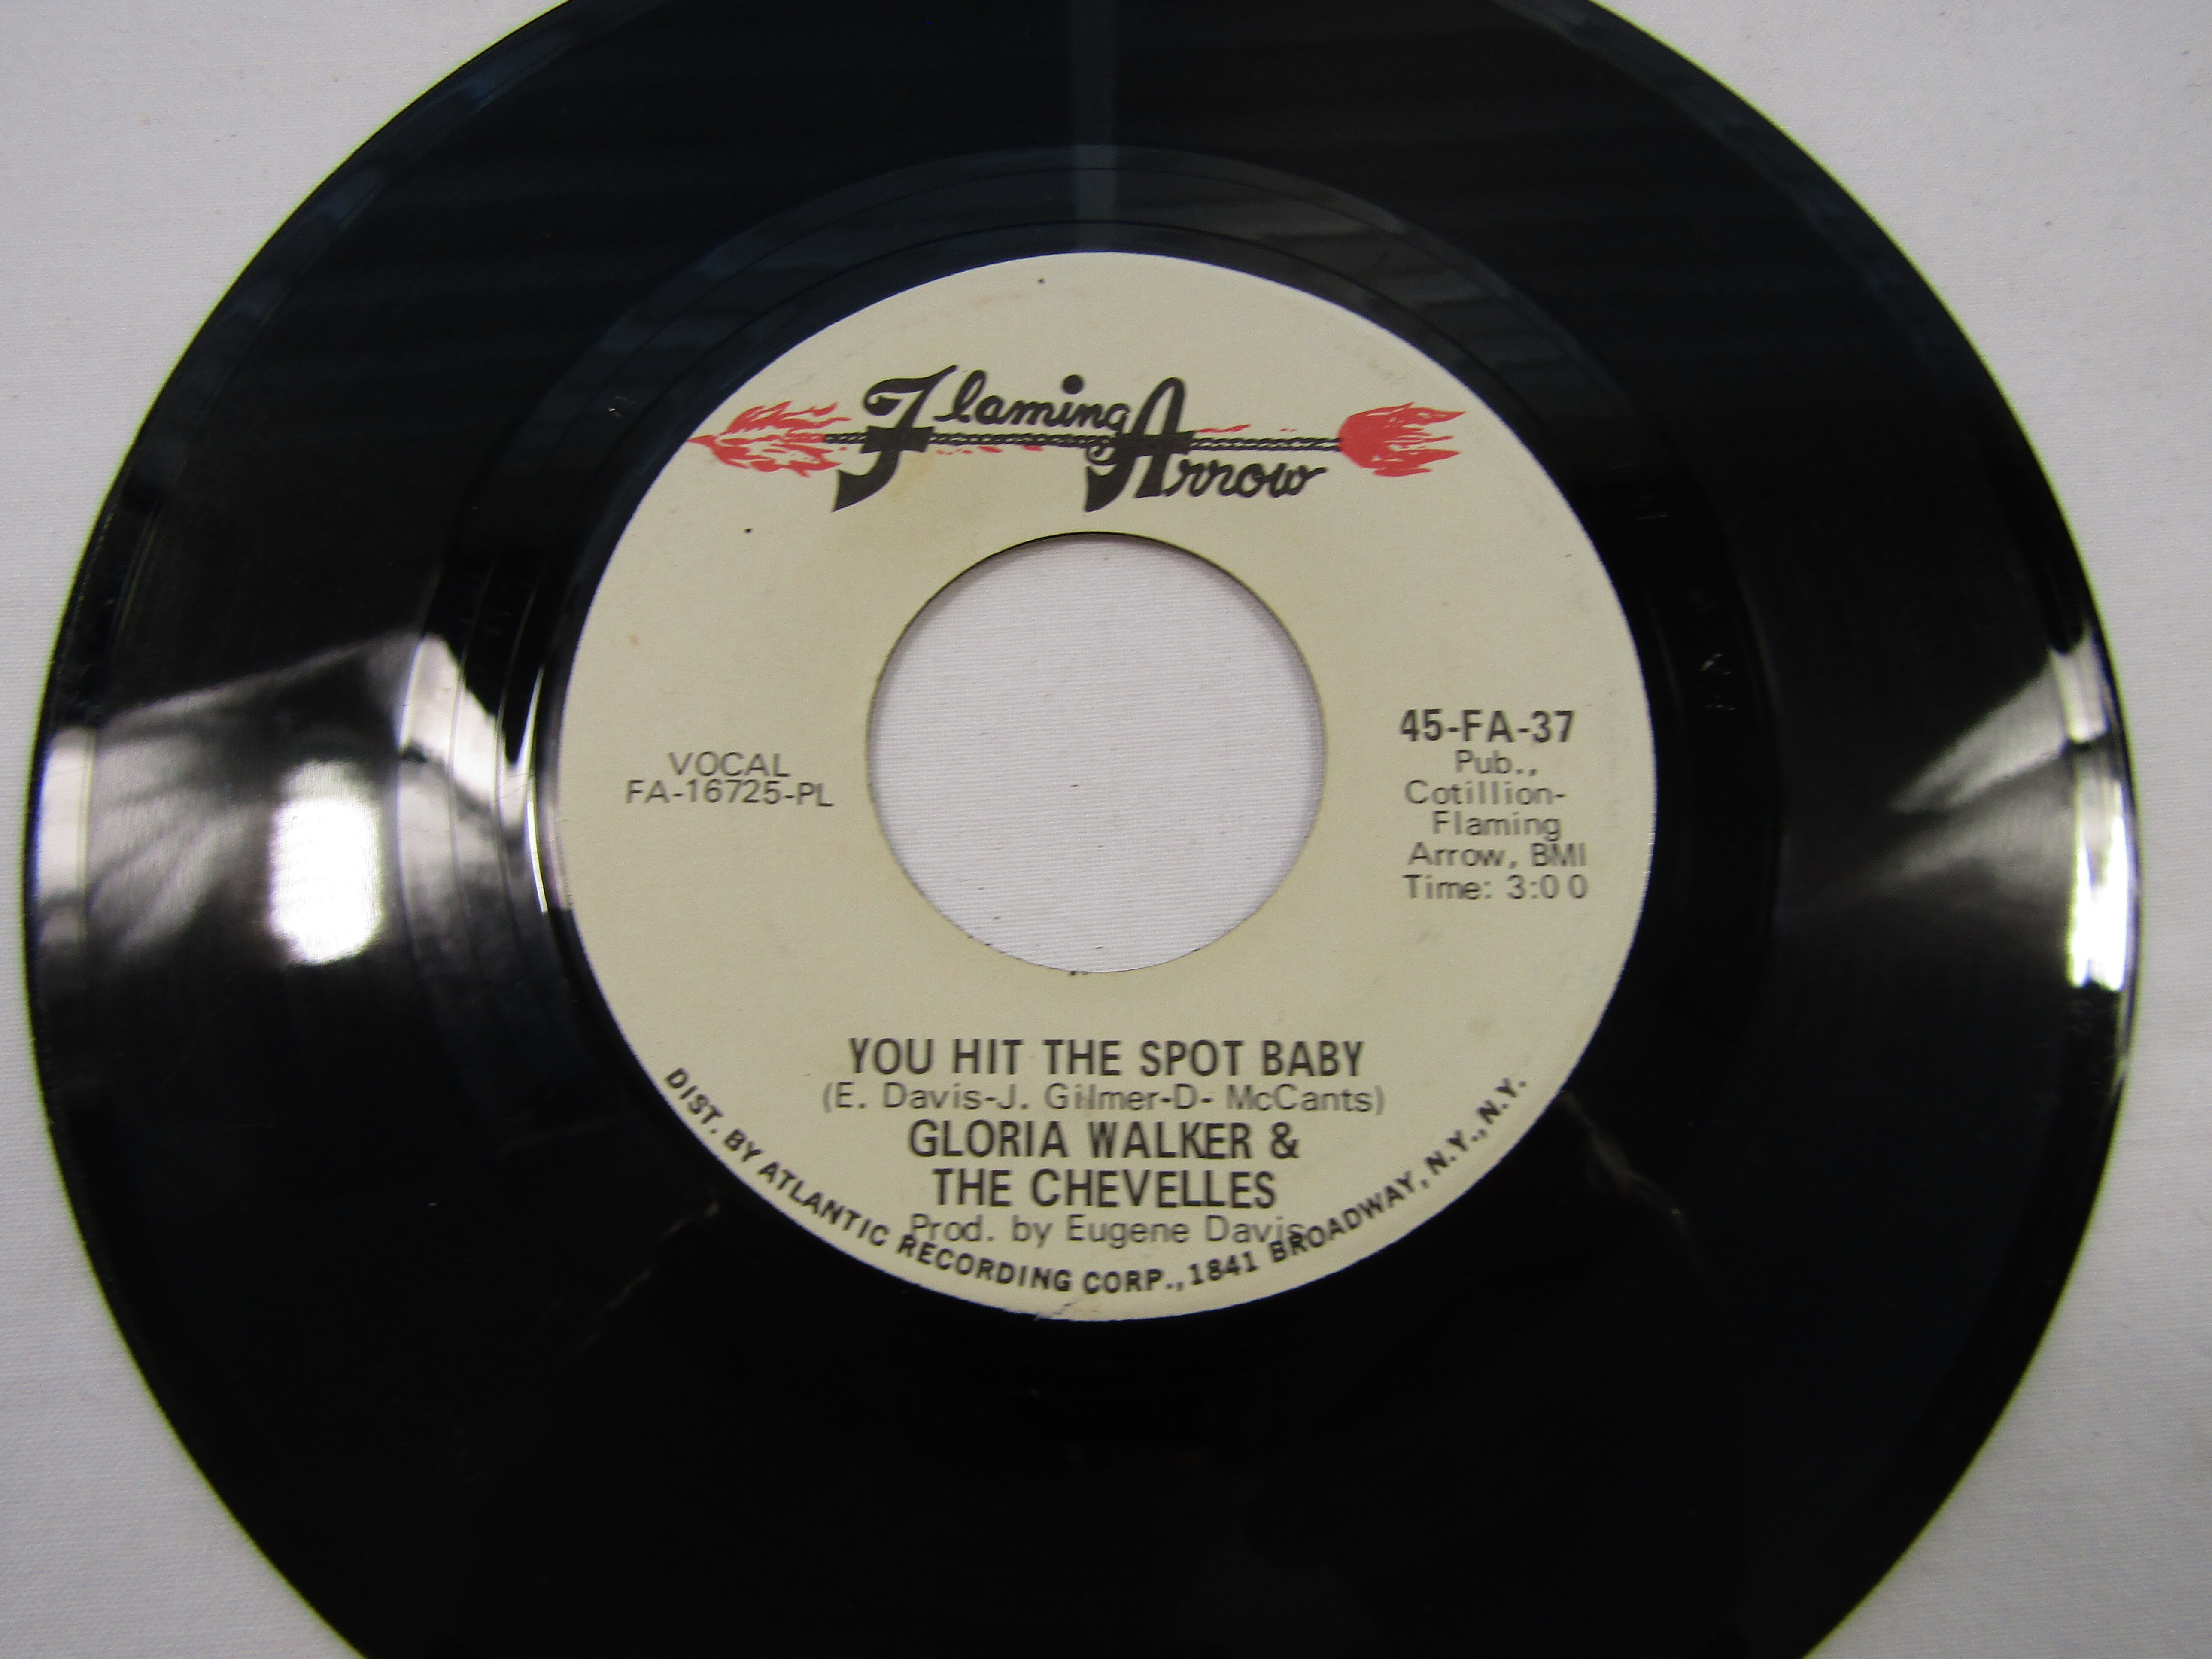 Flaming Arrow
VOCAL
FA-16725-PL
45-FA-37
Pub.,
Cotillion-
Flaming
Arrow, BMI
Time: 3:00
YOU HIT THE SPOT BABY
(E. Davis-J. Gilmer-D- McCants)
GLORIA WALKER &
THE CHEVELLES
Prod. by Eugene Davis
DIST. BY ATLANTIC RECORDING CORP., 1841 BROADWAY, N.Y., N.Y.